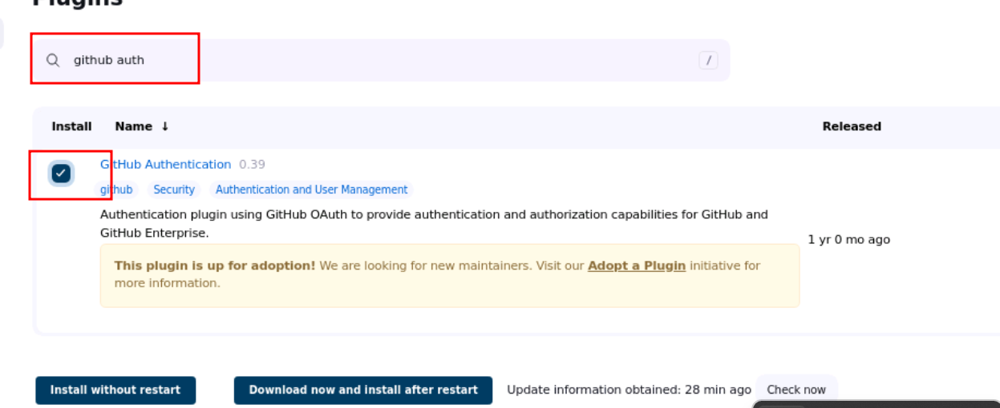 Plugins
github auth
/
Install Name ↓ Released
GitHub Authentication 0.39
github Security Authentication and User Management
Authentication plugin using GitHub OAuth to provide authentication and authorization capabilities for GitHub and
GitHub Enterprise.
1 yr 0 mo ago
This plugin is up for adoption! We are looking for new maintainers. Visit our Adopt a Plugin initiative for
more information.
Install without restart Download now and install after restart Update information obtained: 28 min ago Check now